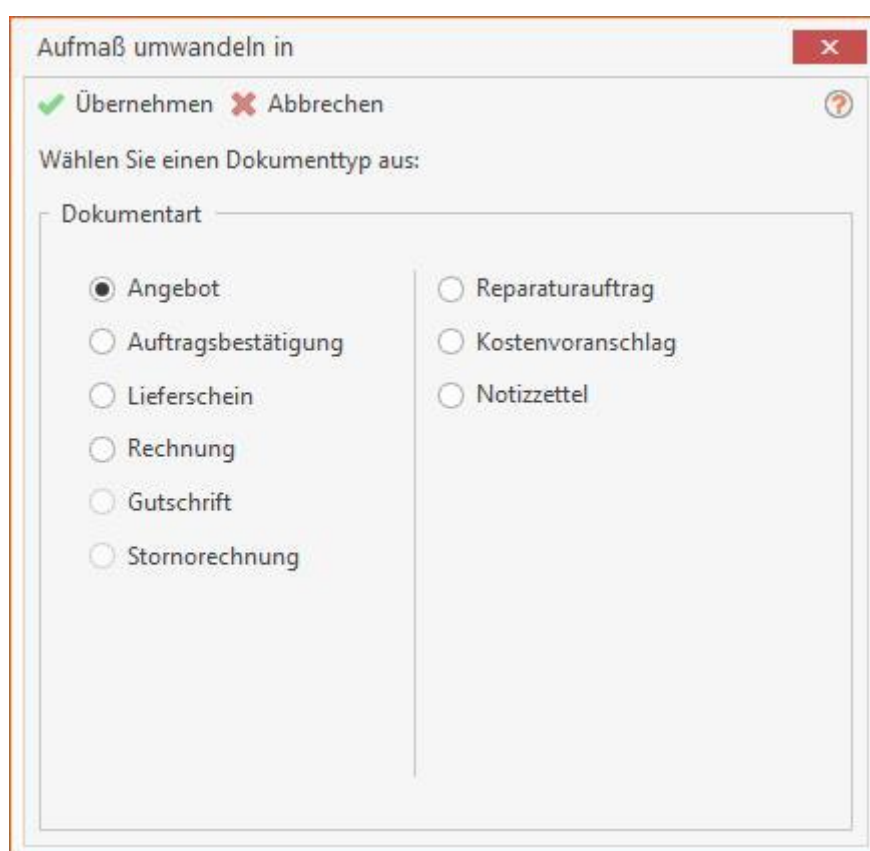 Aufmaß umwandeln in
Übernehmen Abbrechen
Wählen Sie einen Dokumenttyp aus:
Dokumentart
Angebot
Auftragsbestätigung
Lieferschein
Rechnung
Gutschrift
Stornorechnung
Reparaturauftrag
Kostenvoranschlag
Notizzettel